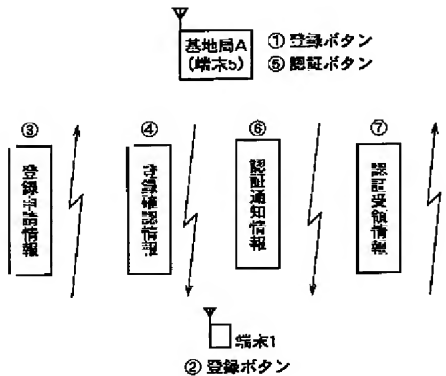 基地局A
(端末5)
① 登録ボタン
⑤ 認証ボタン
③
登録申請情報
④
登録確認情報
⑥
認証通知情報
⑦
認証受領情報
端末1
② 登録ボタン